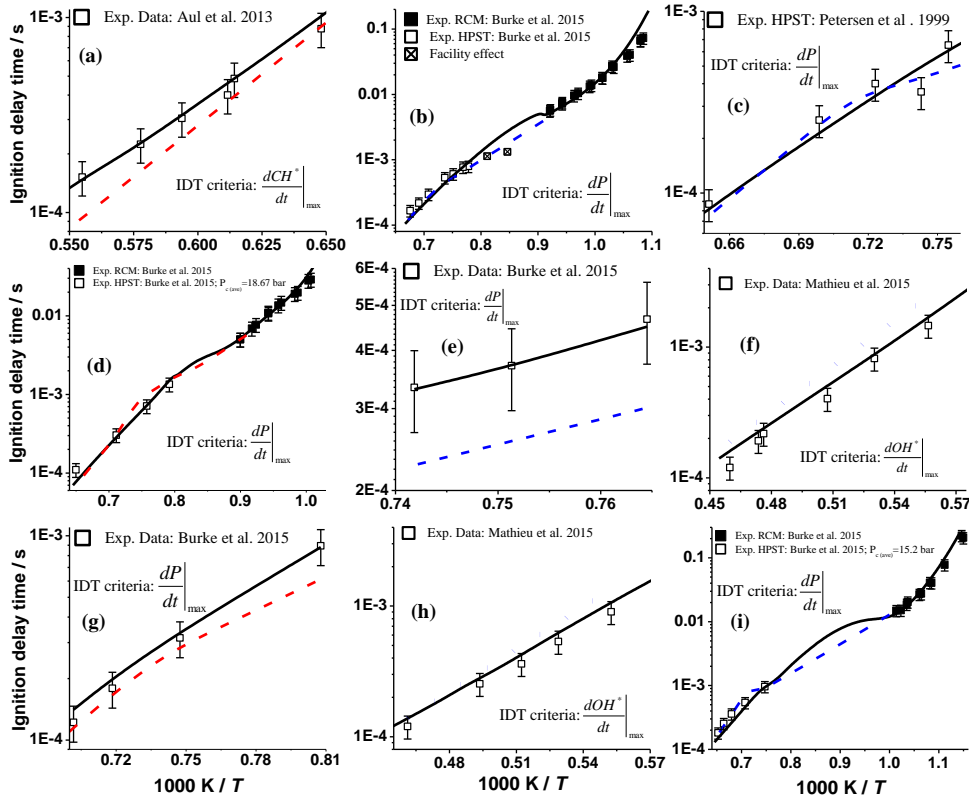 Exp. Data: Aul et al. 2013
(a)
IDT criteria: dCH*/dt|max
1E-3
1E-4
0.550 0.575 0.600 0.625 0.650
Ignition delay time / s
Exp. RCM: Burke et al. 2015
Exp. HPST: Burke et al. 2015
Facility effect
(b)
IDT criteria: dP/dt|max
0.1
0.01
1E-3
1E-4
0.7 0.8 0.9 1.0 1.1
Exp. HPST: Petersen et al . 1999
IDT criteria: dP/dt|max
(c)
1E-3
1E-4
0.66 0.69 0.72 0.75
Exp. RCM: Burke et al. 2015
Exp. HPST: Burke et al. 2015; P c (ave) =18.67 bar
(d)
IDT criteria: dP/dt|max
0.01
1E-3
1E-4
0.7 0.8 0.9 1.0
Ignition delay time / s
Exp. Data: Burke et al. 2015
IDT criteria: dP/dt|max
(e)
6E-4
5E-4
4E-4
3E-4
2E-4
0.74 0.75 0.76
Exp. Data: Mathieu et al. 2015
(f)
IDT criteria: dOH*/dt|max
1E-3
1E-4
0.45 0.48 0.51 0.54 0.57
Exp. Data: Burke et al. 2015
IDT criteria: dP/dt|max
(g)
1E-3
1E-4
0.72 0.75 0.78 0.81
Ignition delay time / s
1000 K / T
Exp. Data: Mathieu et al. 2015
(h)
IDT criteria: dOH*/dt|max
1E-3
1E-4
0.48 0.51 0.54 0.57
1000 K / T
Exp. RCM: Burke et al. 2015
Exp. HPST: Burke et al. 2015; P c (ave) =15.2 bar
IDT criteria: dP/dt|max
(i)
0.1
0.01
1E-3
1E-4
0.7 0.8 0.9 1.0 1.1
1000 K / T